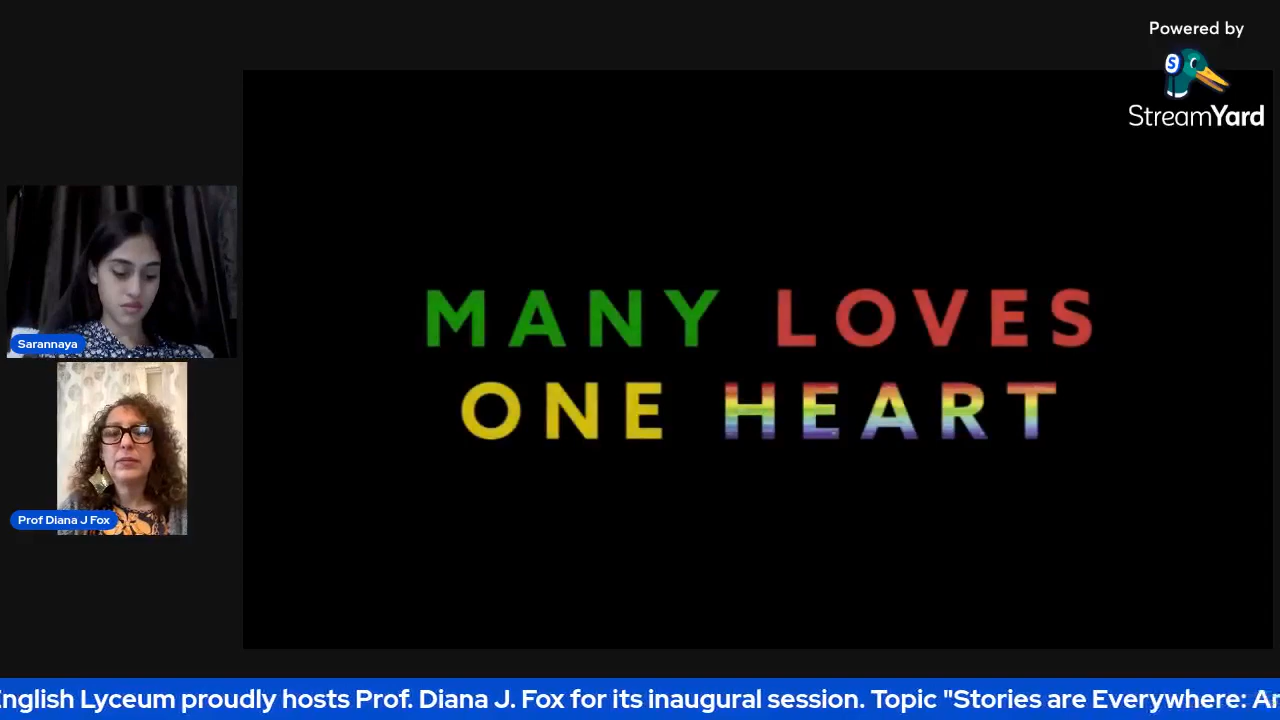 Powered by
S
StreamYard
MANY LOVES
ONE HEART
Sarannaya
Prof Diana J Fox
English Lyceum proudly hosts Prof. Diana J. Fox for its inaugural session. Topic "Stories are Everywhere: